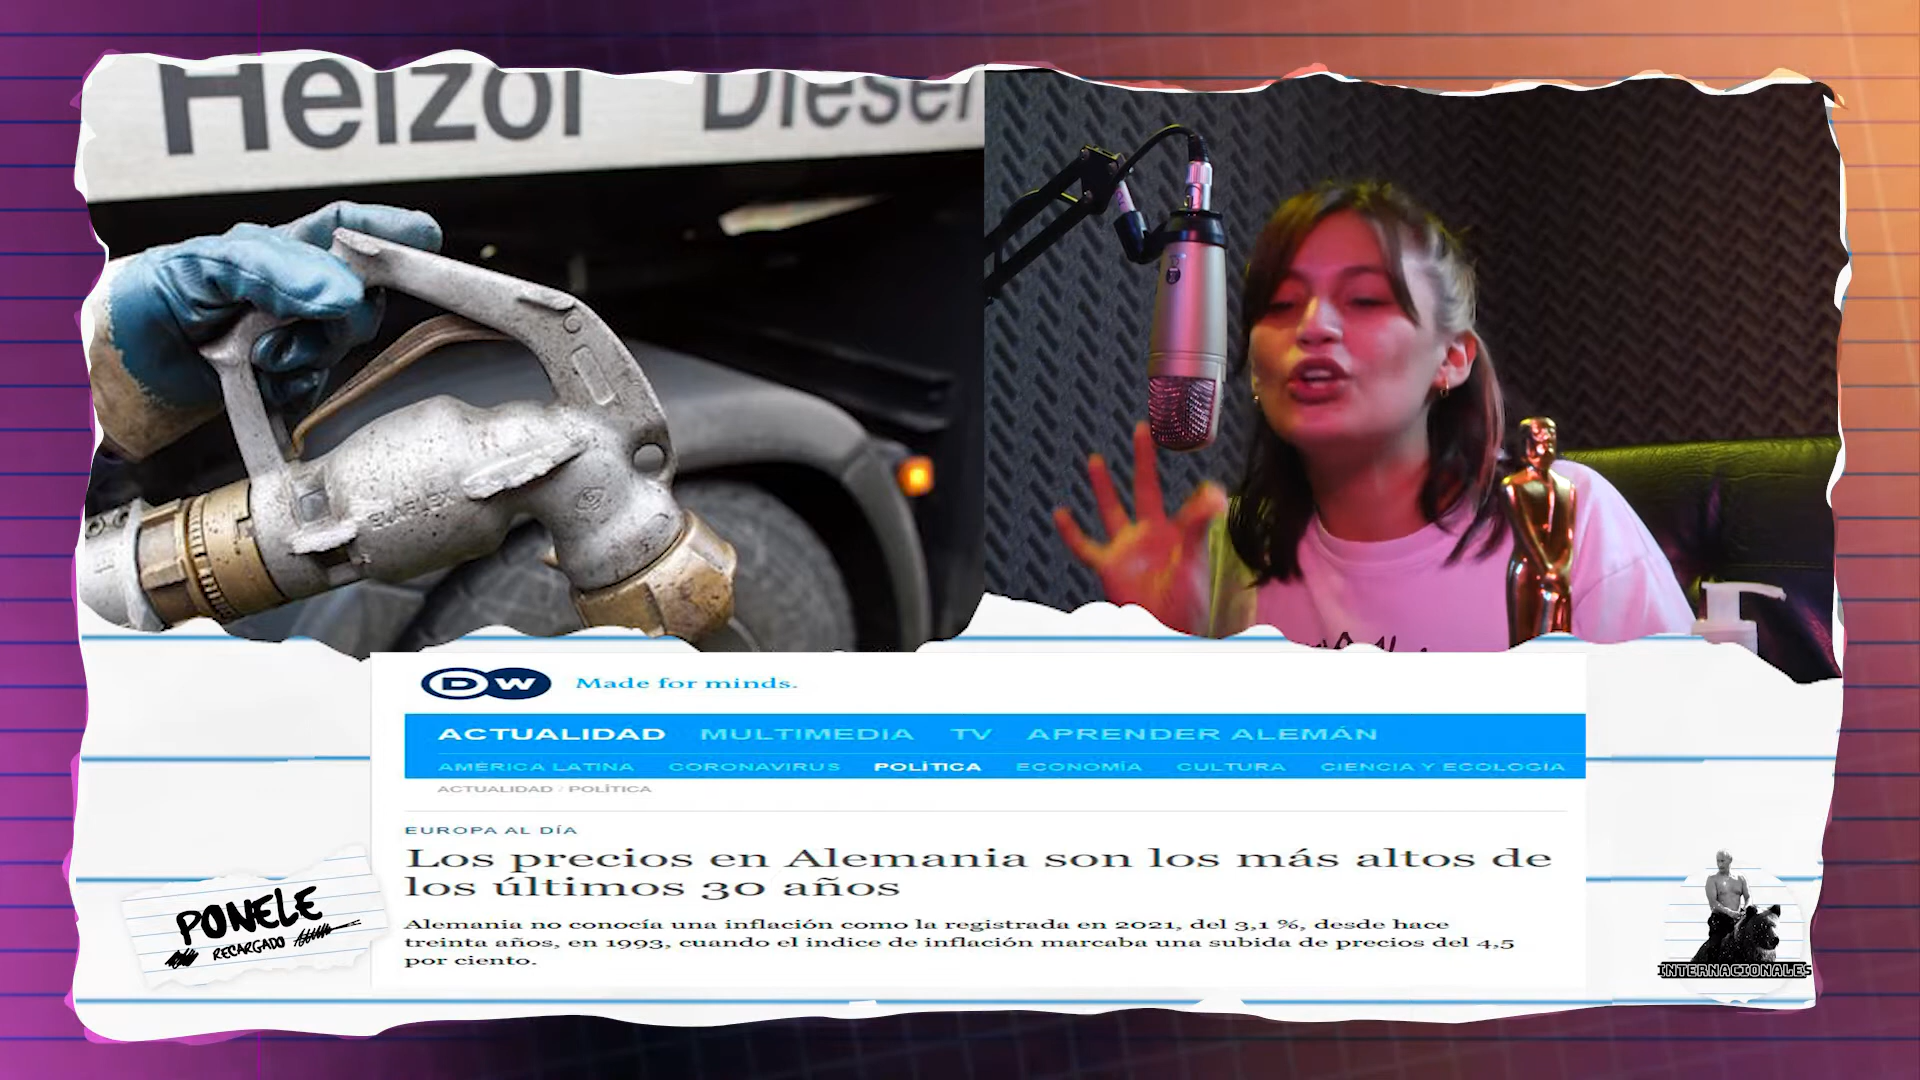 Heizöl Diesel
ELAFLEX
DW Made for minds.
ACTUALIDAD MULTIMEDIA TV APRENDER ALEMÁN
AMÉRICA LATINA CORONAVIRUS POLÍTICA ECONOMÍA CULTURA CIENCIA Y ECOLOGÍA
ACTUALIDAD / POLÍTICA
EUROPA AL DÍA
Los precios en Alemania son los más altos de
los últimos 30 años
Alemania no conocía una inflación como la registrada en 2021, del 3,1 %, desde hace
treinta años, en 1993, cuando el indice de inflación marcaba una subida de precios del 4,5
por ciento.
PONELE
RECARGADO
INTERNACIONALES